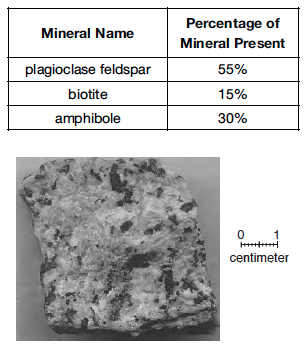 Mineral Name
Percentage of
Mineral Present
plagioclase feldspar 55%
biotite 15%
amphibole 30%
0 1
centimeter